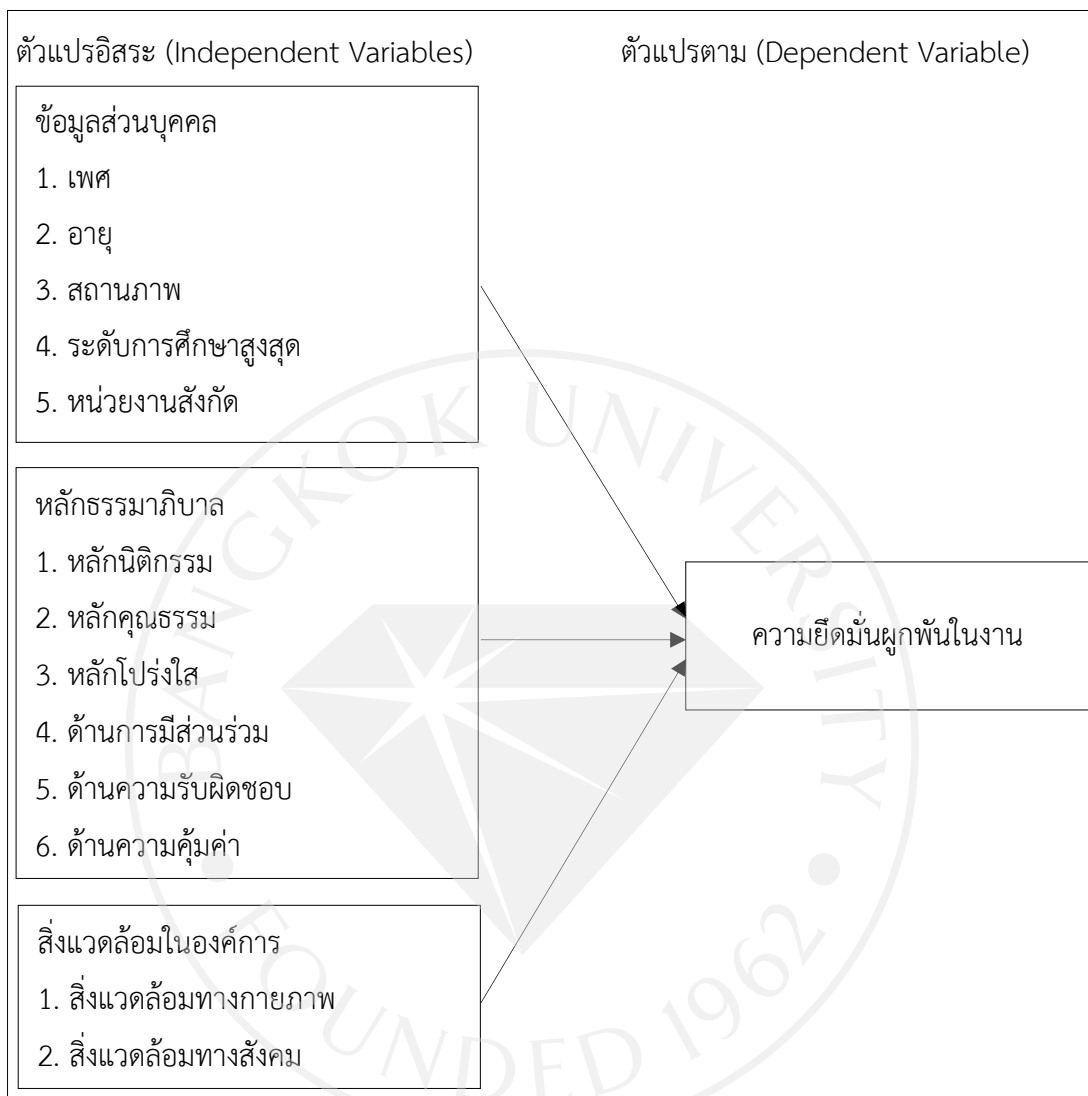 ตัวแปรอิสระ (Independent Variables)
ตัวแปรตาม (Dependent Variable)
ข้อมูลส่วนบุคคล
1. เพศ
2. อายุ
3. สถานภาพ
4. ระดับการศึกษาสูงสุด
5. หน่วยงานสังกัด
หลักธรรมาภิบาล
1. หลักนิติกรรม
2. หลักคุณธรรม
3. หลักโปร่งใส
4. ด้านการมีส่วนร่วม
5. ด้านความรับผิดชอบ
6. ด้านความคุ้มค่า
สิ่งแวดล้อมในองค์การ
1. สิ่งแวดล้อมทางกายภาพ
2. สิ่งแวดล้อมทางสังคม
ความยึดมั่นผูกพันในงาน
BANGKOK UNIVERSITY
FOUNDED 1962